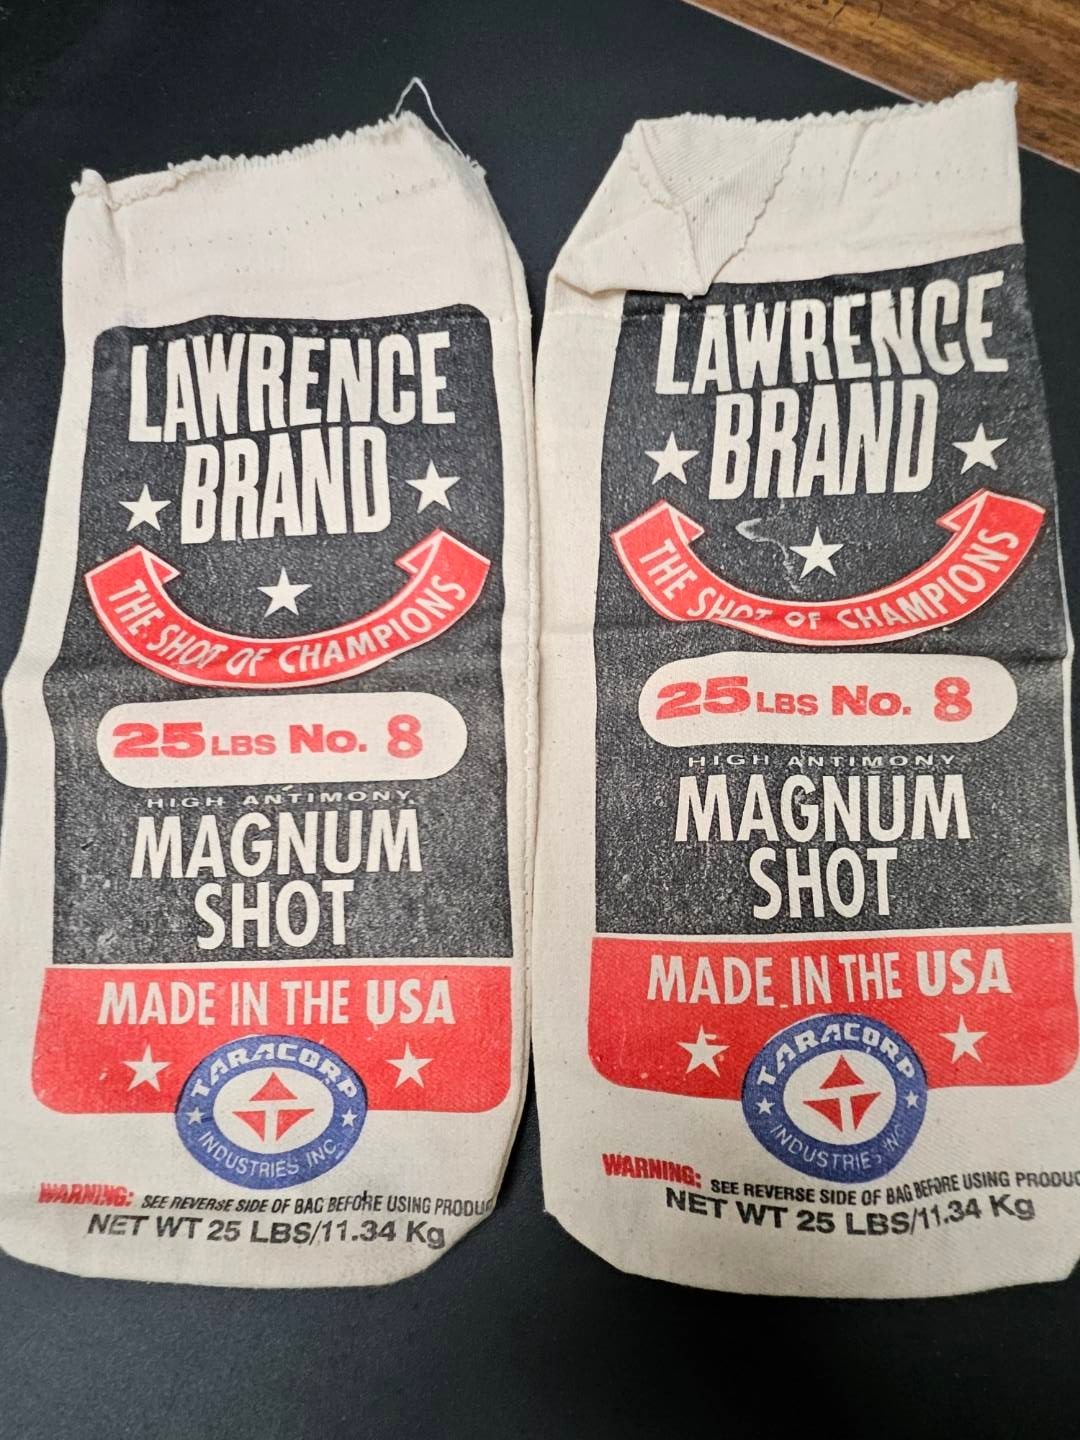 LAWRENCE
BRAND
THE SHOT OF CHAMPIONS
25 LBS No. 8
HIGH ANTIMONY
MAGNUM
SHOT
MADE IN THE USA
TARACORP
INDUSTRIES INC.
WARNING: SEE REVERSE SIDE OF BAG BEFORE USING PRODUC
NET WT 25 LBS/11.34 Kg
LAWRENCE
BRAND
THE SHOT OF CHAMPIONS
25 LBS No. 8
HIGH ANTIMONY
MAGNUM
SHOT
MADE IN THE USA
TARACORP
INDUSTRIES, INC
WARNING: SEE REVERSE SIDE OF BAG BEFORE USING PRODUC
NET WT 25 LBS/11.34 Kg